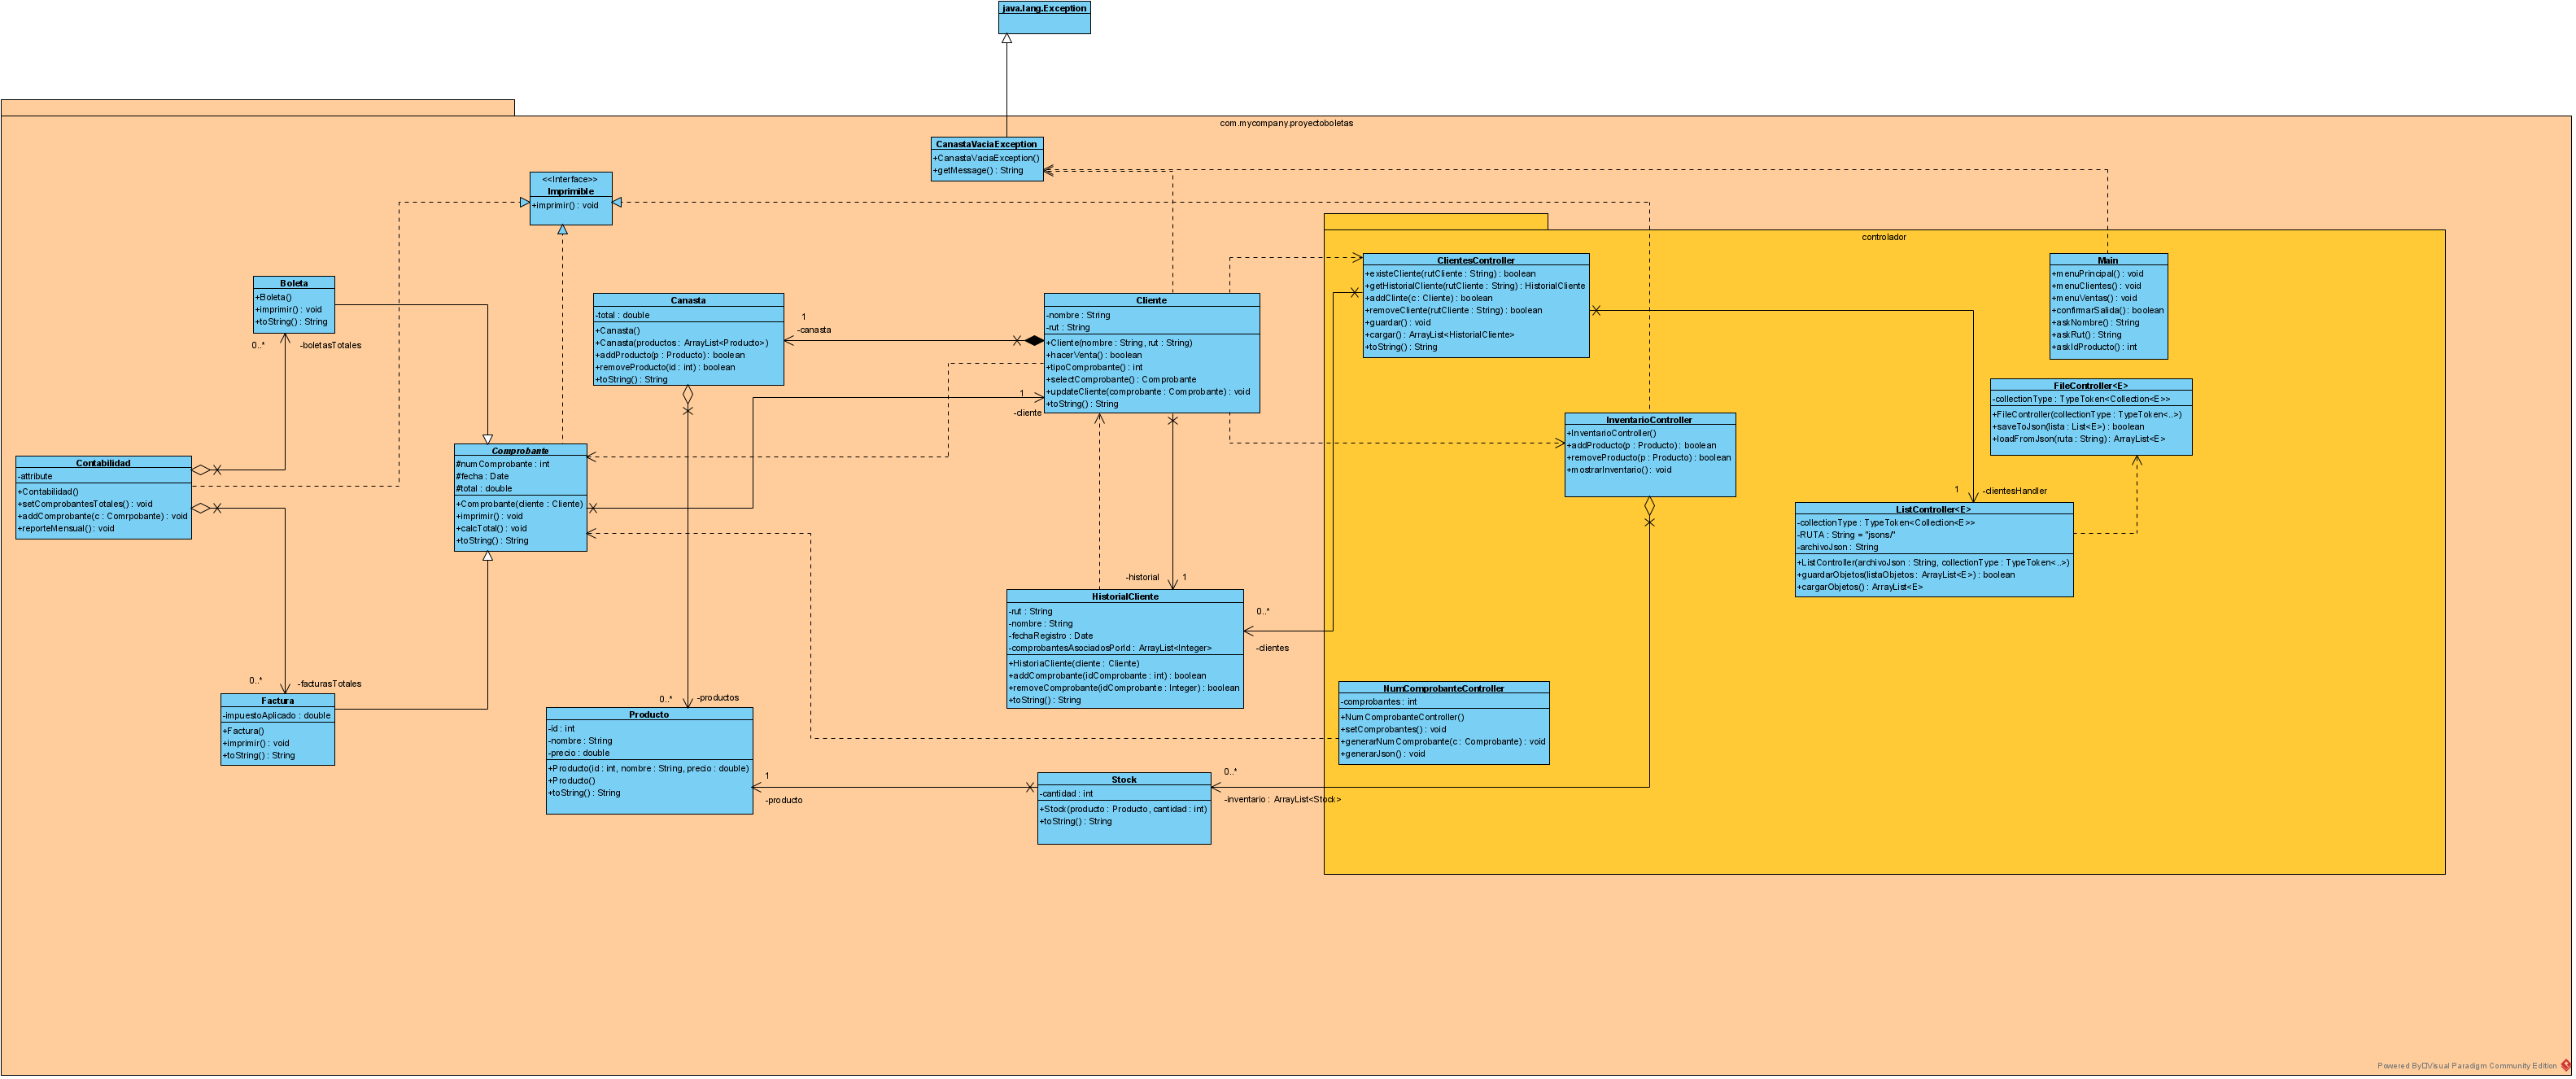 java.lang.Exception
com.mycompany.proyectoboletas
CanastaVaciaException
+CanastaVaciaException()
+getMessage() : String
<<Interface>>
Imprimible
+imprimir() : void
controlador
Boleta
+Boleta()
+imprimir() : void
+toString() : String
0..*
-boletasTotales
Canasta
-total : double
+Canasta()
+Canasta(productos : ArrayList<Producto>)
+addProducto(p : Producto) : boolean
+removeProducto(id : int) : boolean
+toString() : String
1
-canasta
Cliente
-nombre : String
-rut : String
+Cliente(nombre : String, rut : String)
+hacerVenta() : boolean
+tipoComprobante() : int
+selectComprobante() : Comprobante
+updateCliente(comprobante : Comprobante) : void
+toString() : String
1
-cliente
ClientesController
+existeCliente(rutCliente : String) : boolean
+getHistorialCliente(rutCliente : String) : HistorialCliente
+addClinte(c : Cliente) : boolean
+removeCliente(rutCliente : String) : boolean
+guardar() : void
+cargar() : ArrayList<HistorialCliente>
+toString() : String
Main
+menuPrincipal() : void
+menuClientes() : void
+menuVentas() : void
+confirmarSalida() : boolean
+askNombre() : String
+askRut() : String
+askIdProducto() : int
FileController<E>
-collectionType : TypeToken<Collection<E>>
+FileController(collectionType : TypeToken<..>)
+saveToJson(lista : List<E>) : boolean
+loadFromJson(ruta : String) : ArrayList<E>
InventarioController
+InventarioController()
+addProducto(p : Producto) : boolean
+removeProducto(p : Producto) : boolean
+mostrarInventario() : void
Contabilidad
-attribute
+Contabilidad()
+setComprobantesTotales() : void
+addComprobante(c : Comrpobante) : void
+reporteMensual() : void
Comprobante
#numComprobante : int
#fecha : Date
#total : double
+Comprobante(cliente : Cliente)
+imprimir() : void
+calcTotal() : void
+toString() : String
1
-clientesHandler
ListController<E>
-collectionType : TypeToken<Collection<E>>
-RUTA : String = "jsons/"
-archivoJson : String
+ListController(archivoJson : String, collectionType : TypeToken<..>)
+guardarObjetos(listaObjetos : ArrayList<E>) : boolean
+cargarObjetos() : ArrayList<E>
-historial
1
HistorialCliente
-rut : String
-nombre : String
-fechaRegistro : Date
-comprobantesAsociadosPorId : ArrayList<Integer>
+HistoriaCliente(cliente : Cliente)
+addComprobante(idComprobante : int) : boolean
+removeComprobante(idComprobante : Integer) : boolean
+toString() : String
0..*
-clientes
0..*
-facturasTotales
Factura
-impuestoAplicado : double
+Factura()
+imprimir() : void
+toString() : String
0..*
-productos
Producto
-id : int
-nombre : String
-precio : double
+Producto(id : int, nombre : String, precio : double)
+Producto()
+toString() : String
1
-producto
NumComprobanteController
-comprobantes : int
+NumComprobanteController()
+setComprobantes() : void
+generarNumComprobante(c : Comprobante) : void
+generarJson() : void
Stock
-cantidad : int
+Stock(producto : Producto, cantidad : int)
+toString() : String
0..*
-inventario : ArrayList<Stock>
Powered By Visual Paradigm Community Edition